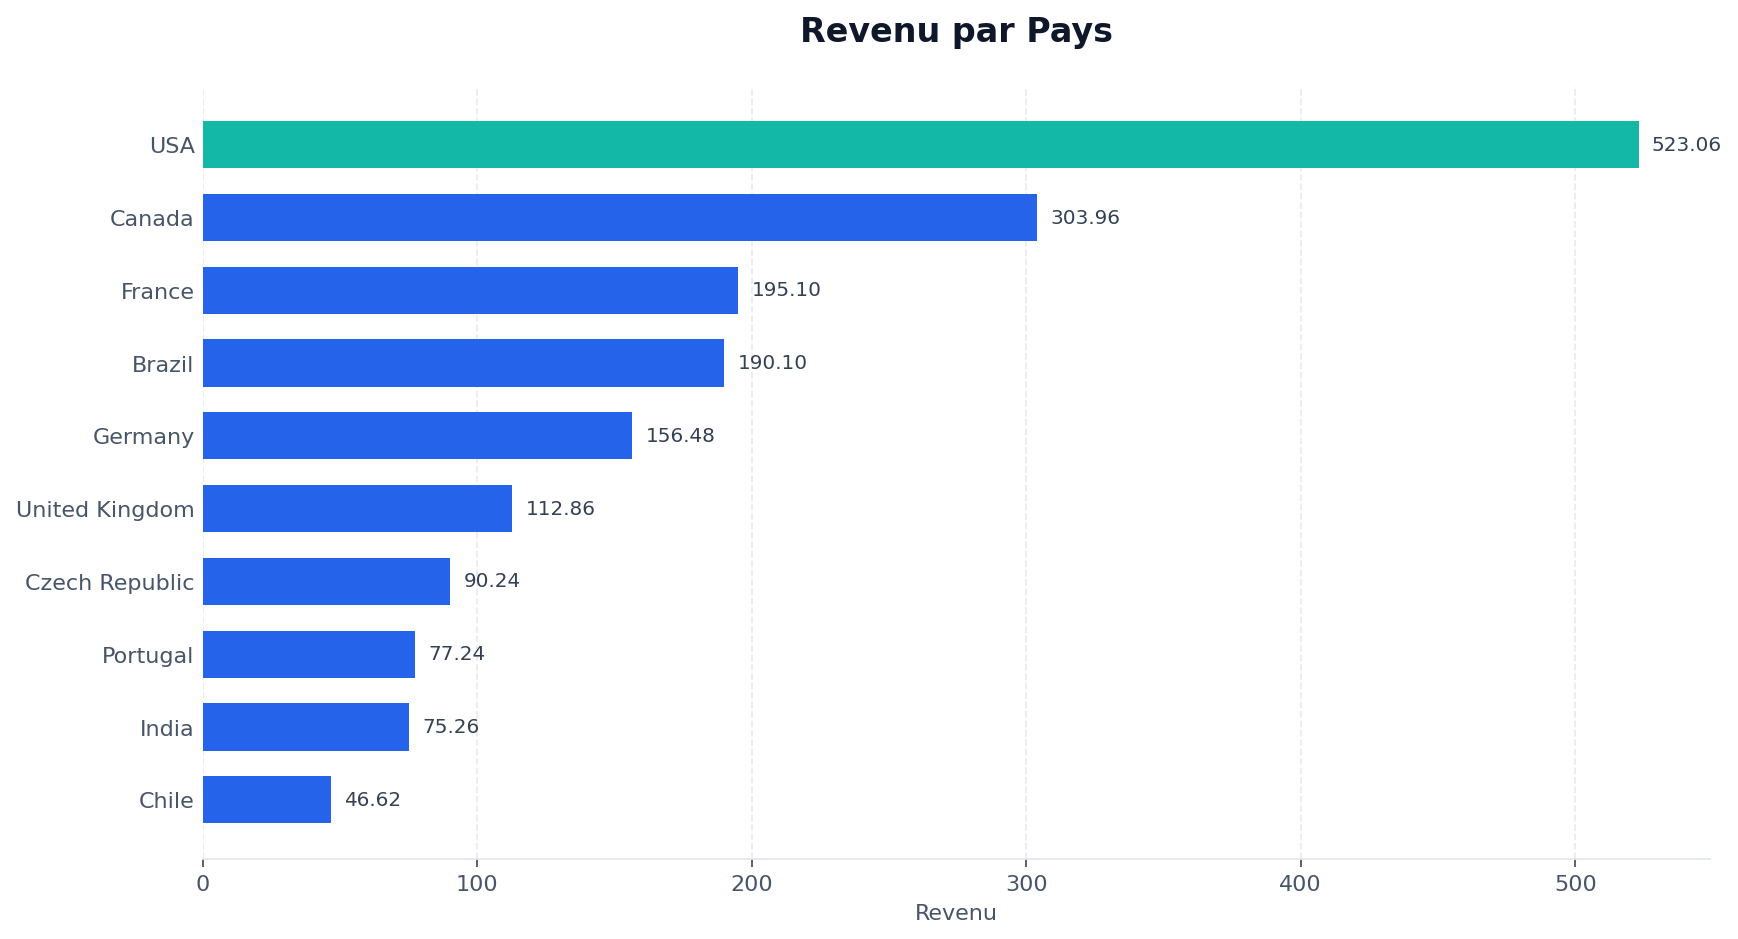 Revenu par Pays
USA 523.06
Canada 303.96
France 195.10
Brazil 190.10
Germany 156.48
United Kingdom 112.86
Czech Republic 90.24
Portugal 77.24
India 75.26
Chile 46.62
0 100 200 300 400 500
Revenu